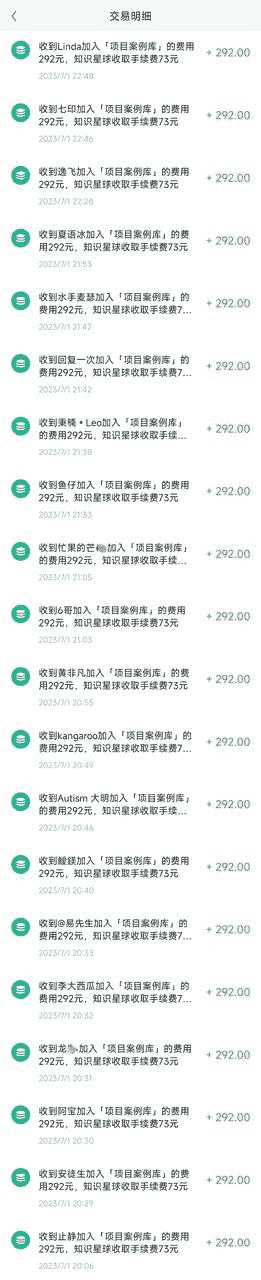 交易明细
收到Linda加入「项目案例库」的费用
292元，知识星球收取手续费73元
+ 292.00
2023/7/1 22:48
收到七印加入「项目案例库」的费用
292元，知识星球收取手续费73元
+ 292.00
2023/7/1 22:46
收到逸飞加入「项目案例库」的费用
292元，知识星球收取手续费73元
+ 292.00
2023/7/1 22:28
收到夏语冰加入「项目案例库」的费
用292元，知识星球收取手续费73元
+ 292.00
2023/7/1 21:53
收到水手麦瑟加入「项目案例库」的
费用292元，知识星球收取手续费7...
+ 292.00
2023/7/1 21:42
收到回复一次加入「项目案例库」的
费用292元，知识星球收取手续费7...
+ 292.00
2023/7/1 21:42
收到秉楠•Leo加入「项目案例库」
的费用292元，知识星球收取手续...
+ 292.00
2023/7/1 21:38
收到鱼仔加入「项目案例库」的费用
292元，知识星球收取手续费73元
+ 292.00
2023/7/1 21:33
收到忙果的芒加入「项目案例库」
的费用292元，知识星球收取手续...
+ 292.00
2023/7/1 21:05
收到6哥加入「项目案例库」的费用
292元，知识星球收取手续费73元
+ 292.00
2023/7/1 21:03
收到黄非凡加入「项目案例库」的费
用292元，知识星球收取手续费73元
+ 292.00
2023/7/1 20:55
收到kangaroo加入「项目案例库」的
费用292元，知识星球收取手续费7...
+ 292.00
2023/7/1 20:49
收到Autism 大明加入「项目案例库」
的费用292元，知识星球收取手续...
+ 292.00
2023/7/1 20:46
收到加入「项目案例库」的费用
292元，知识星球收取手续费73元
+ 292.00
2023/7/1 20:40
收到@易先生加入「项目案例库」的
费用292元，知识星球收取手续费7...
+ 292.00
2023/7/1 20:33
收到李大西瓜加入「项目案例库」的
费用292元，知识星球收取手续费7...
+ 292.00
2023/7/1 20:32
收到龙加入「项目案例库」的费用
292元，知识星球收取手续费73元
+ 292.00
2023/7/1 20:31
收到阿宝加入「项目案例库」的费用
292元，知识星球收取手续费73元
+ 292.00
2023/7/1 20:30
收到安徒生加入「项目案例库」的费
用292元，知识星球收取手续费73元
+ 292.00
2023/7/1 20:29
收到止静加入「项目案例库」的费用
292元，知识星球收取手续费73元
+ 292.00
2023/7/1 20:06